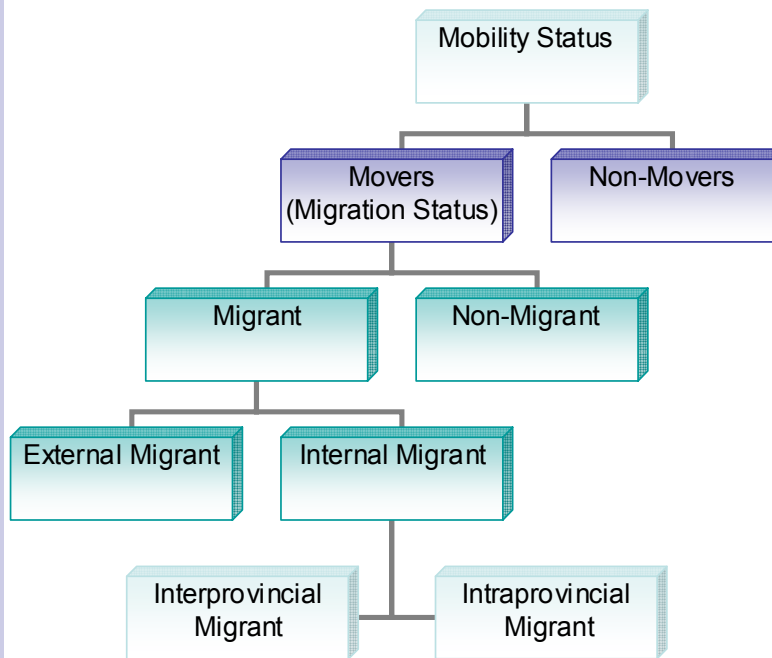 Mobility Status
Movers
(Migration Status)
Non-Movers
Migrant
Non-Migrant
External Migrant
Internal Migrant
Interprovincial
Migrant
Intraprovincial
Migrant